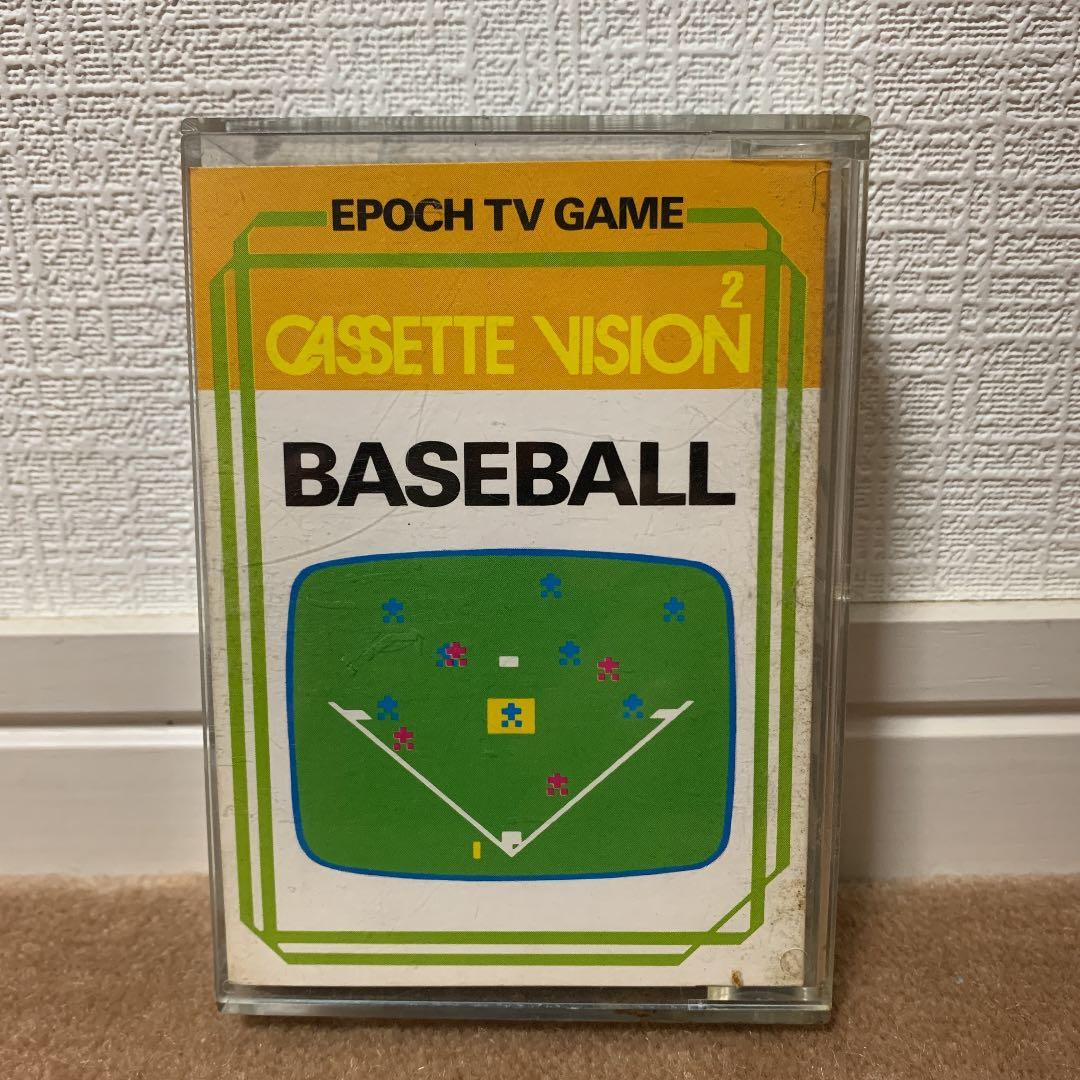 EPOCH TV GAME
2
CASSETTE VISION
BASEBALL